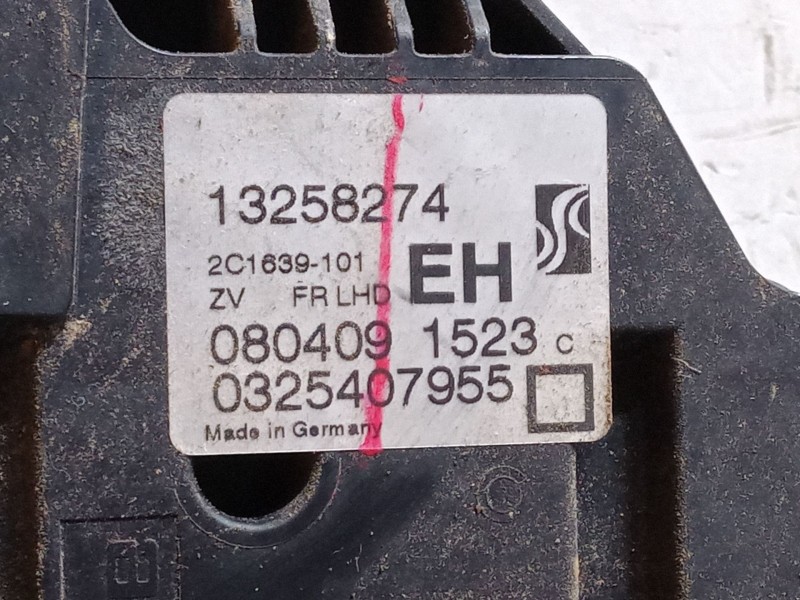 13258274
2C1639-101 EH
ZV FR LHD
080409 1523 C
0325407955
Made in Germany